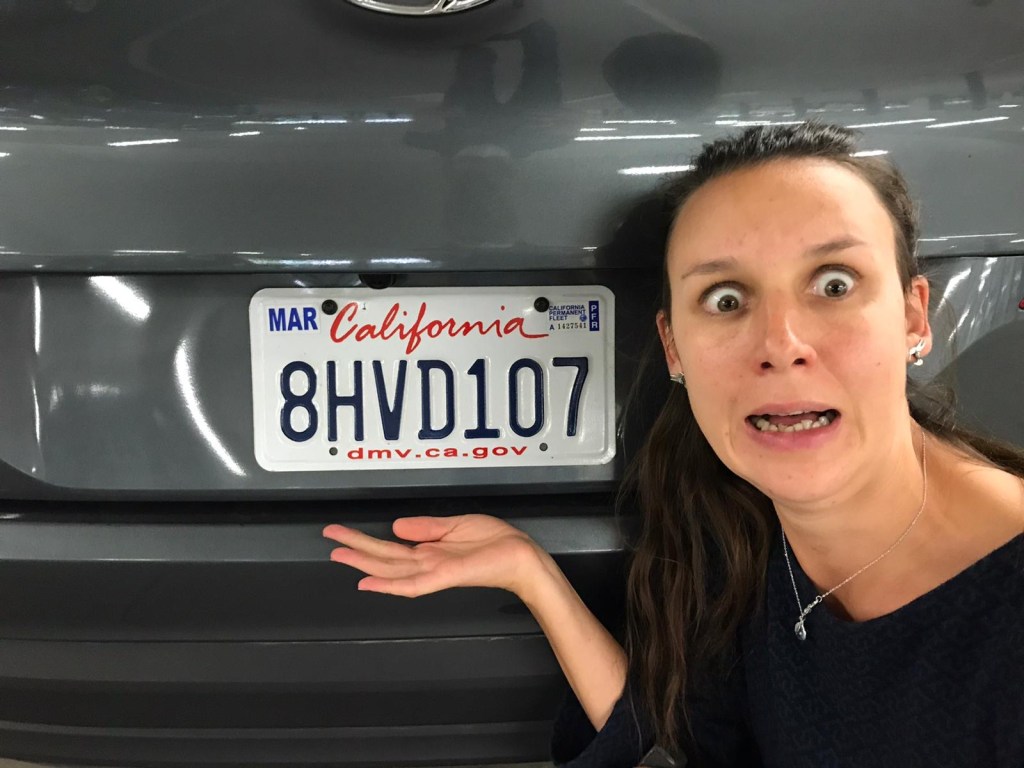 MAR
California
CALIFORNIA
PERMANENT
FLEET
A 1427541
PFR
8HVD107
dmv.ca.gov